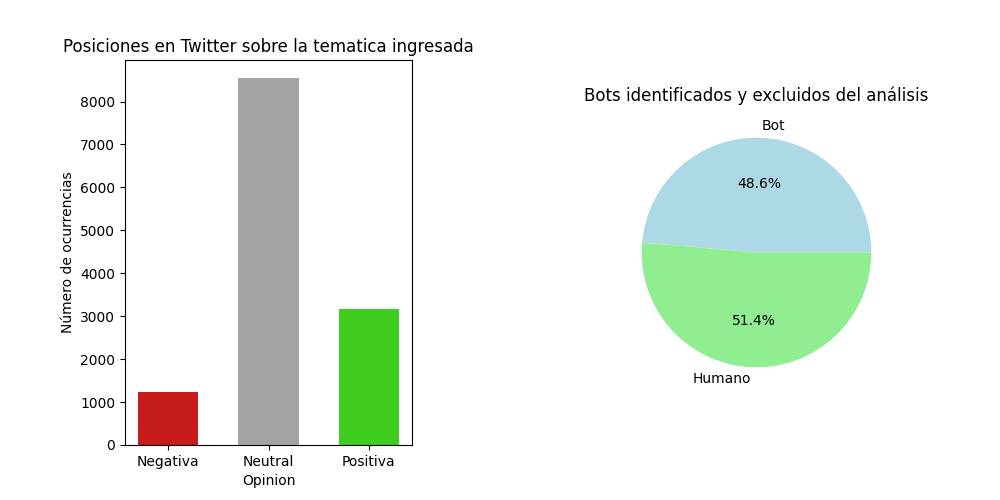 Posiciones en Twitter sobre la tematica ingresada
Número de ocurrencias
8000
7000
6000
5000
4000
3000
2000
1000
0
Negativa
Neutral
Positiva
Opinion
Bots identificados y excluidos del análisis
Bot
48.6%
51.4%
Humano